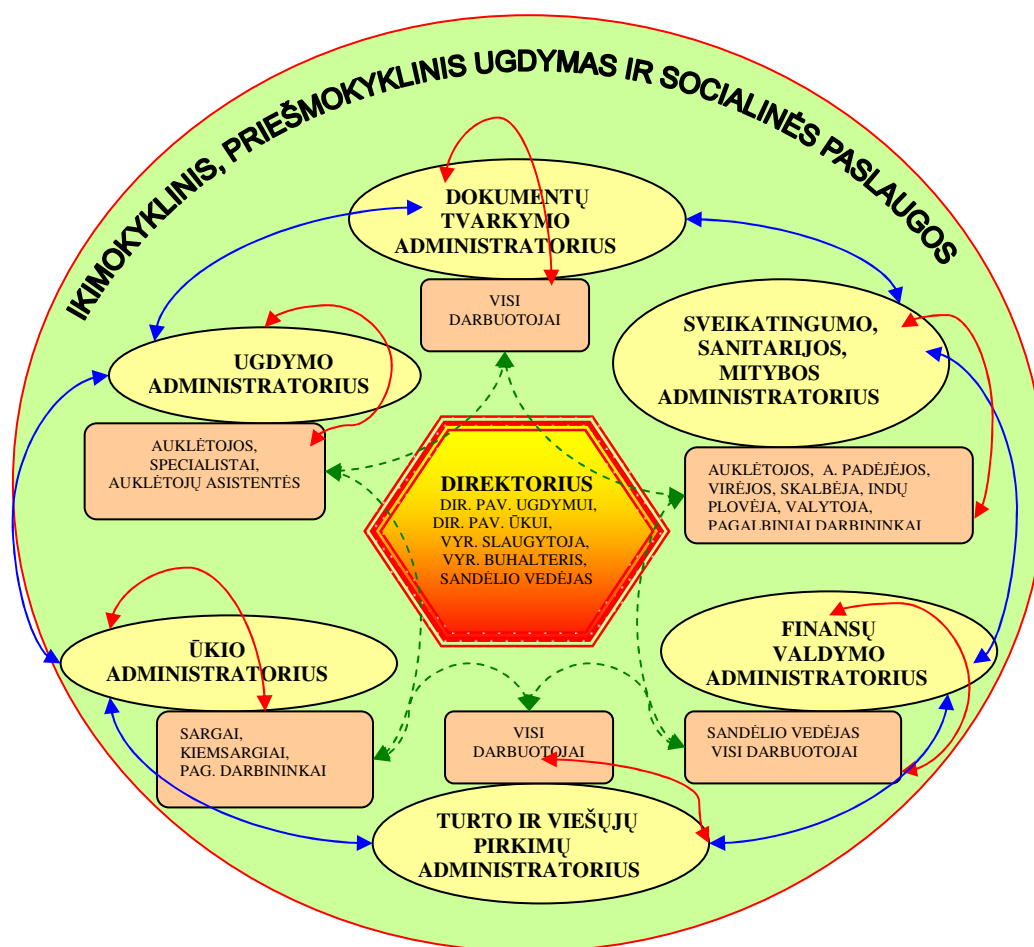 IKIMOKYKLINIS, PRIEŠMOKYKLINIS UGDYMAS IR SOCIALINĖS PASLAUGOS
DOKUMENTŲ
TVARKYMO
ADMINISTRATORIUS
VISI
DARBUOTOJAI
UGDYMO
ADMINISTRATORIUS
AUKLĖTOJOS,
SPECIALISTAI,
AUKLĖTOJŲ ASISTENTĖS
SVEIKATINGUMO,
SANITARIJOS,
MITYBOS
ADMINISTRATORIUS
AUKLĖTOJOS, A. PADĖJĖJOS,
VIRĖJOS, SKALBĖJA, INDŲ
PLOVĖJA, VALYTOJA,
PAGALBINIAI DARBININKAI
DIREKTORIUS
DIR. PAV. UGDYMUI,
DIR. PAV. ŪKUI,
VYR. SLAUGYTOJA,
VYR. BUHALTERIS,
SANDĖLIO VEDĖJAS
ŪKIO
ADMINISTRATORIUS
SARGAI,
KIEMSARGIAI,
PAG. DARBININKAI
FINANSŲ
VALDYMO
ADMINISTRATORIUS
SANDĖLIO VEDĖJAS
VISI DARBUOTOJAI
VISI
DARBUOTOJAI
TURTO IR VIEŠŲJŲ
PIRKIMŲ
ADMINISTRATORIUS